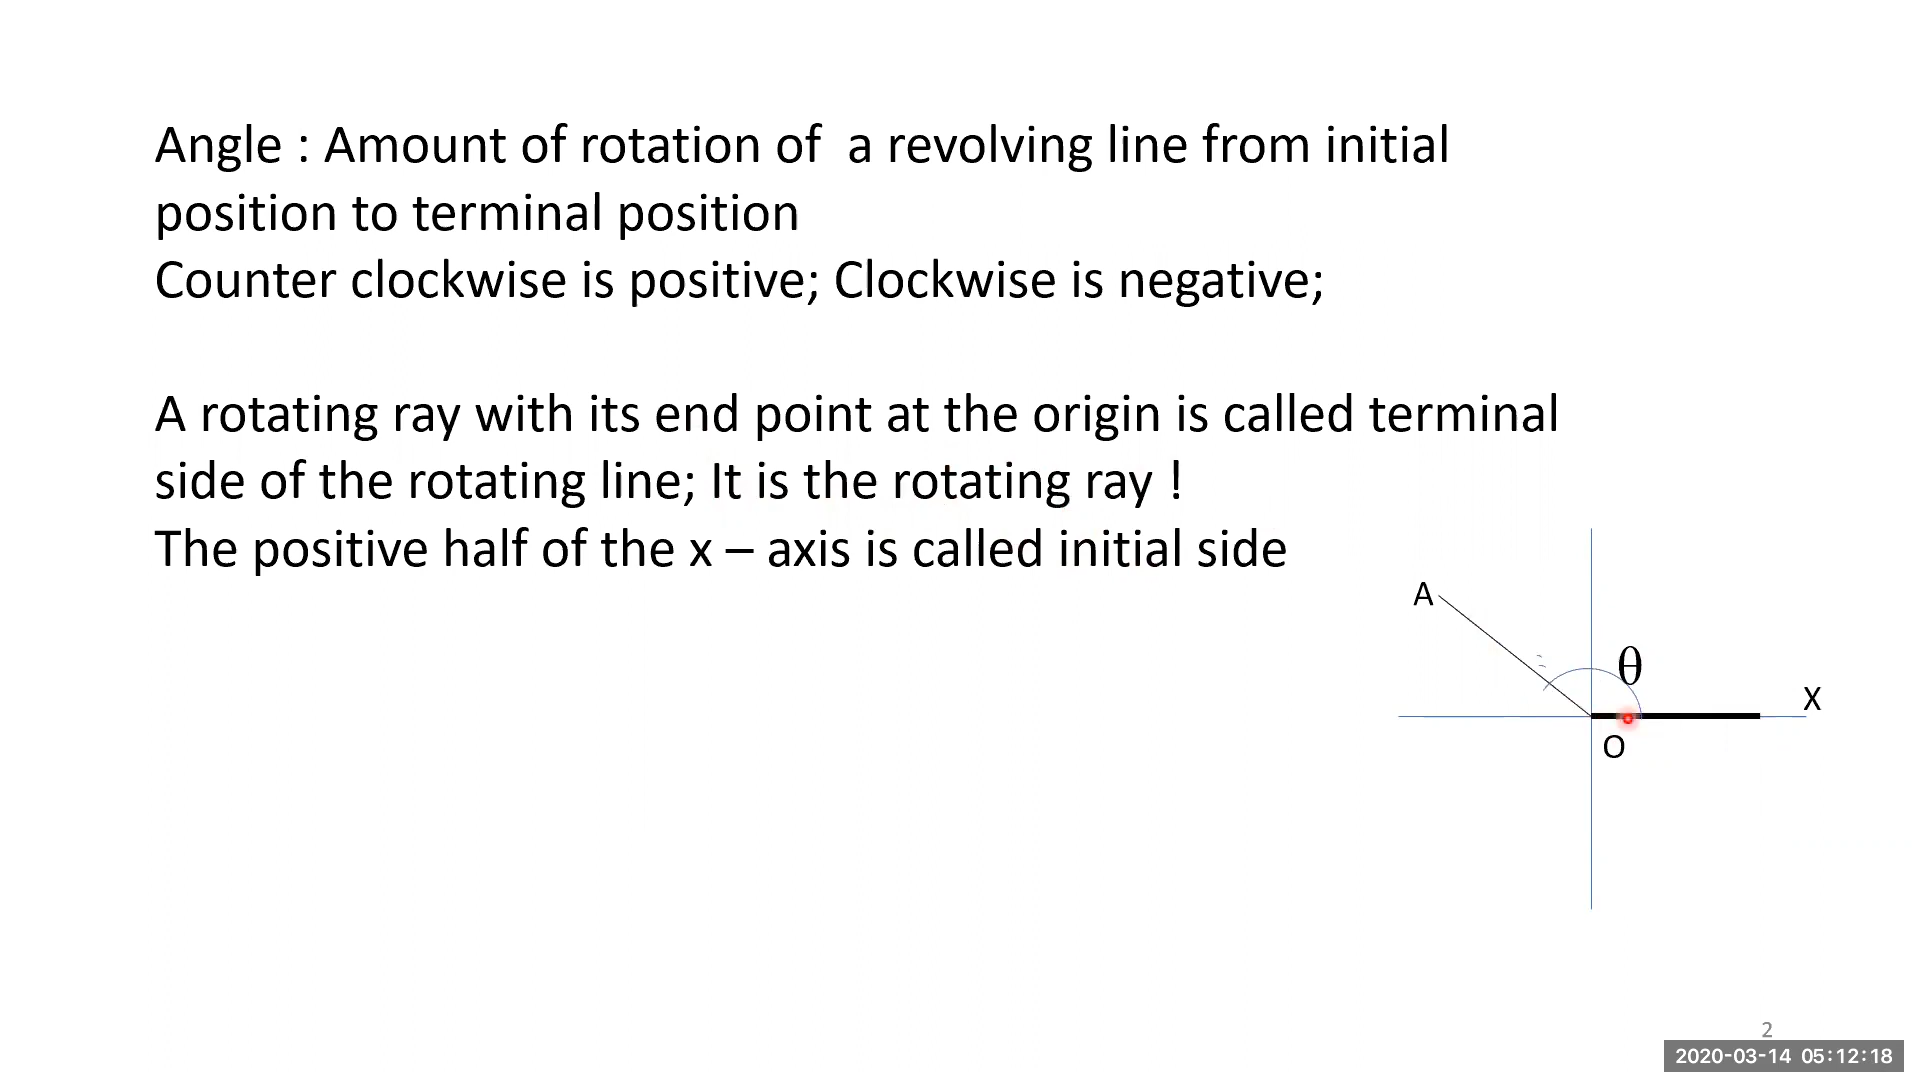 Angle : Amount of rotation of  a revolving line from initial
position to terminal position
Counter clockwise is positive; Clockwise is negative;
A rotating ray with its end point at the origin is called terminal
side of the rotating line; It is the rotating ray !
The positive half of the x – axis is called initial side
A
θ
X
O
2
2020-03-14 05:12:18